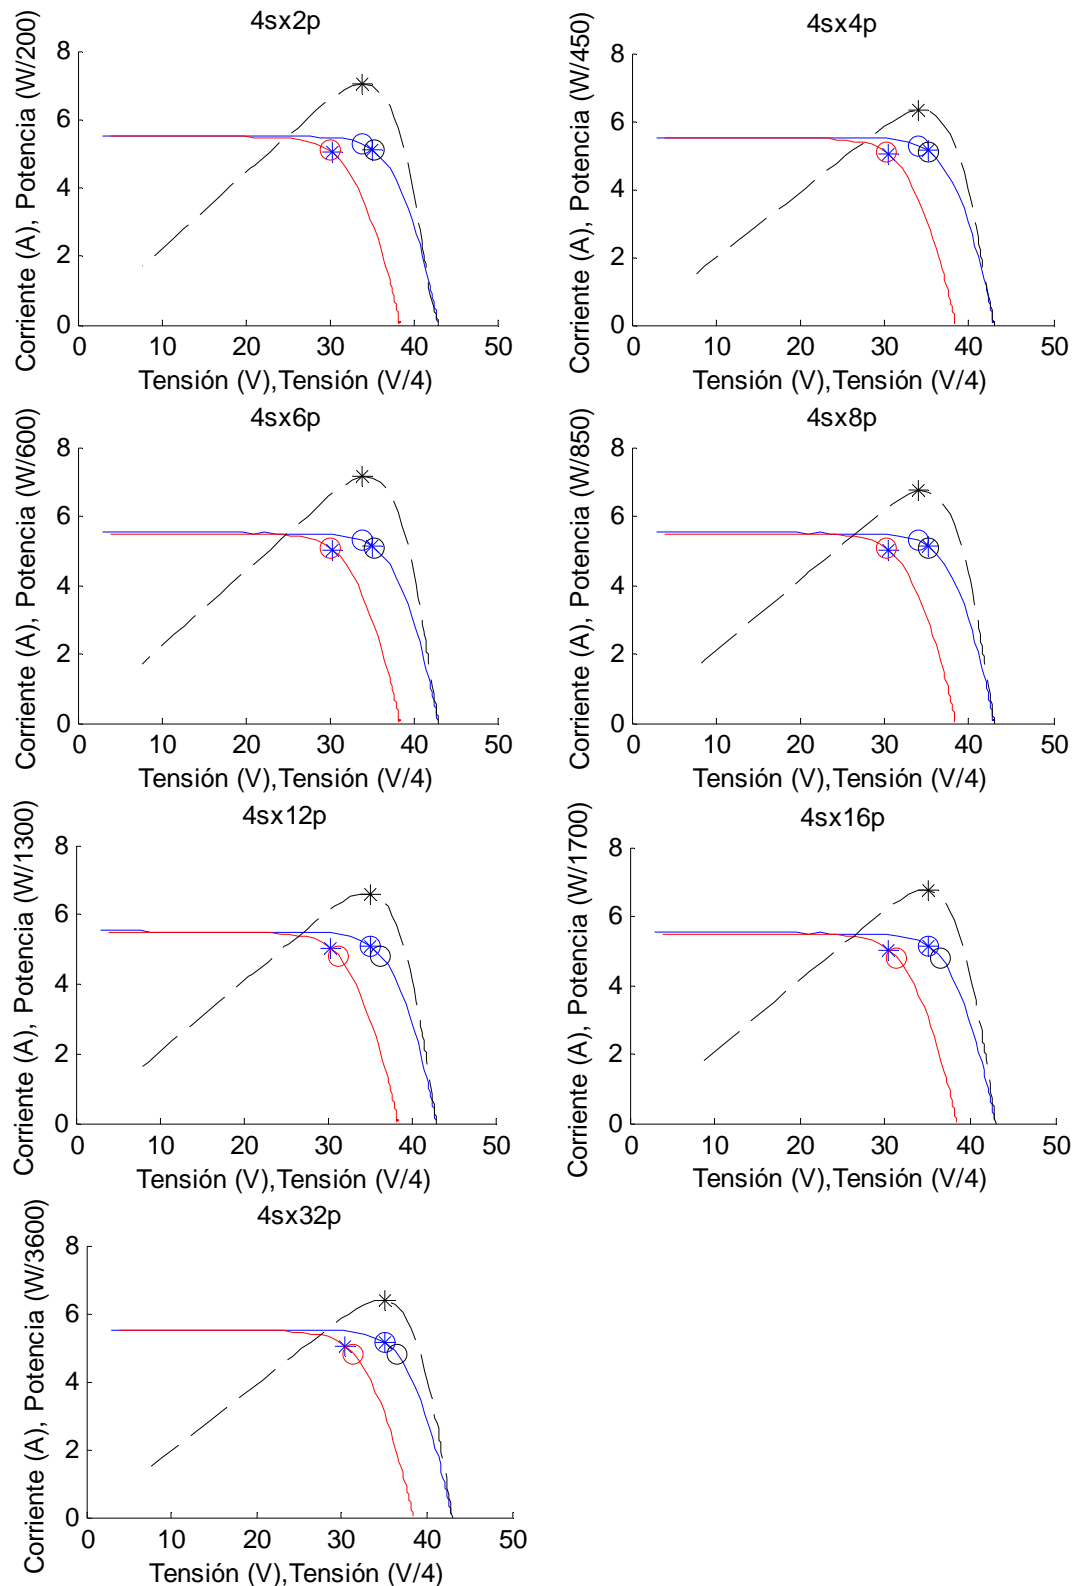 4sx2p
Corriente (A), Potencia (W/200)
8
6
4
2
0
0 10 20 30 40 50
Tensión (V),Tensión (V/4)
4sx4p
Corriente (A), Potencia (W/450)
8
6
4
2
0
0 10 20 30 40 50
Tensión (V),Tensión (V/4)
4sx6p
Corriente (A), Potencia (W/600)
8
6
4
2
0
0 10 20 30 40 50
Tensión (V),Tensión (V/4)
4sx8p
Corriente (A), Potencia (W/850)
8
6
4
2
0
0 10 20 30 40 50
Tensión (V),Tensión (V/4)
4sx12p
Corriente (A), Potencia (W/1300)
8
6
4
2
0
0 10 20 30 40 50
Tensión (V),Tensión (V/4)
4sx16p
Corriente (A), Potencia (W/1700)
8
6
4
2
0
0 10 20 30 40 50
Tensión (V),Tensión (V/4)
4sx32p
Corriente (A), Potencia (W/3600)
8
6
4
2
0
0 10 20 30 40 50
Tensión (V),Tensión (V/4)